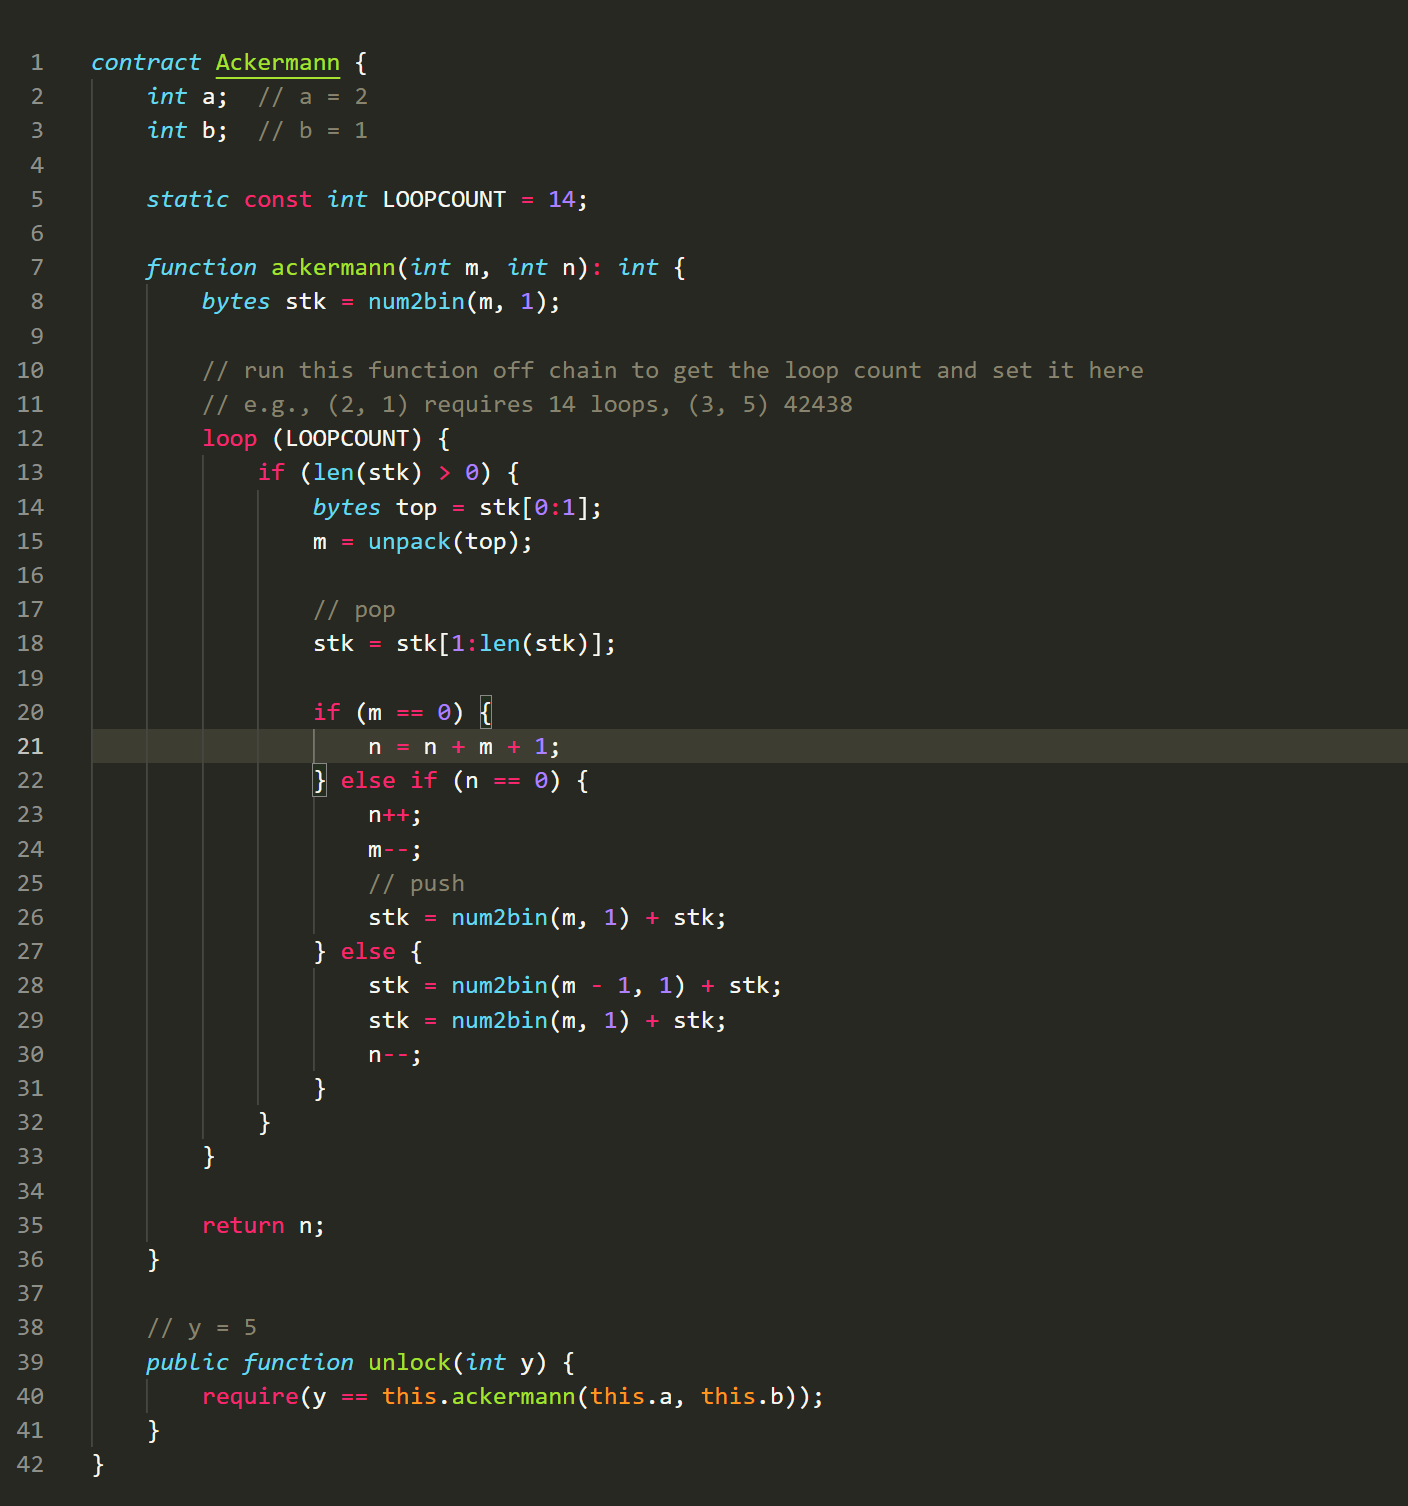 1 contract Ackermann {
2 int a; // a = 2
3 int b; // b = 1
4
5 static const int LOOPCOUNT = 14;
6
7 function ackermann(int m, int n): int {
8 bytes stk = num2bin(m, 1);
9
10 // run this function off chain to get the loop count and set it here
11 // e.g., (2, 1) requires 14 loops, (3, 5) 42438
12 loop (LOOPCOUNT) {
13 if (len(stk) > 0) {
14 bytes top = stk[0:1];
15 m = unpack(top);
16
17 // pop
18 stk = stk[1:len(stk)];
19
20 if (m == 0) {
21 n = n + m + 1;
22 } else if (n == 0) {
23 n++;
24 m--;
25 // push
26 stk = num2bin(m, 1) + stk;
27 } else {
28 stk = num2bin(m - 1, 1) + stk;
29 stk = num2bin(m, 1) + stk;
30 n--;
31 }
32 }
33 }
34
35 return n;
36 }
37
38 // y = 5
39 public function unlock(int y) {
40 require(y == this.ackermann(this.a, this.b));
41 }
42 }